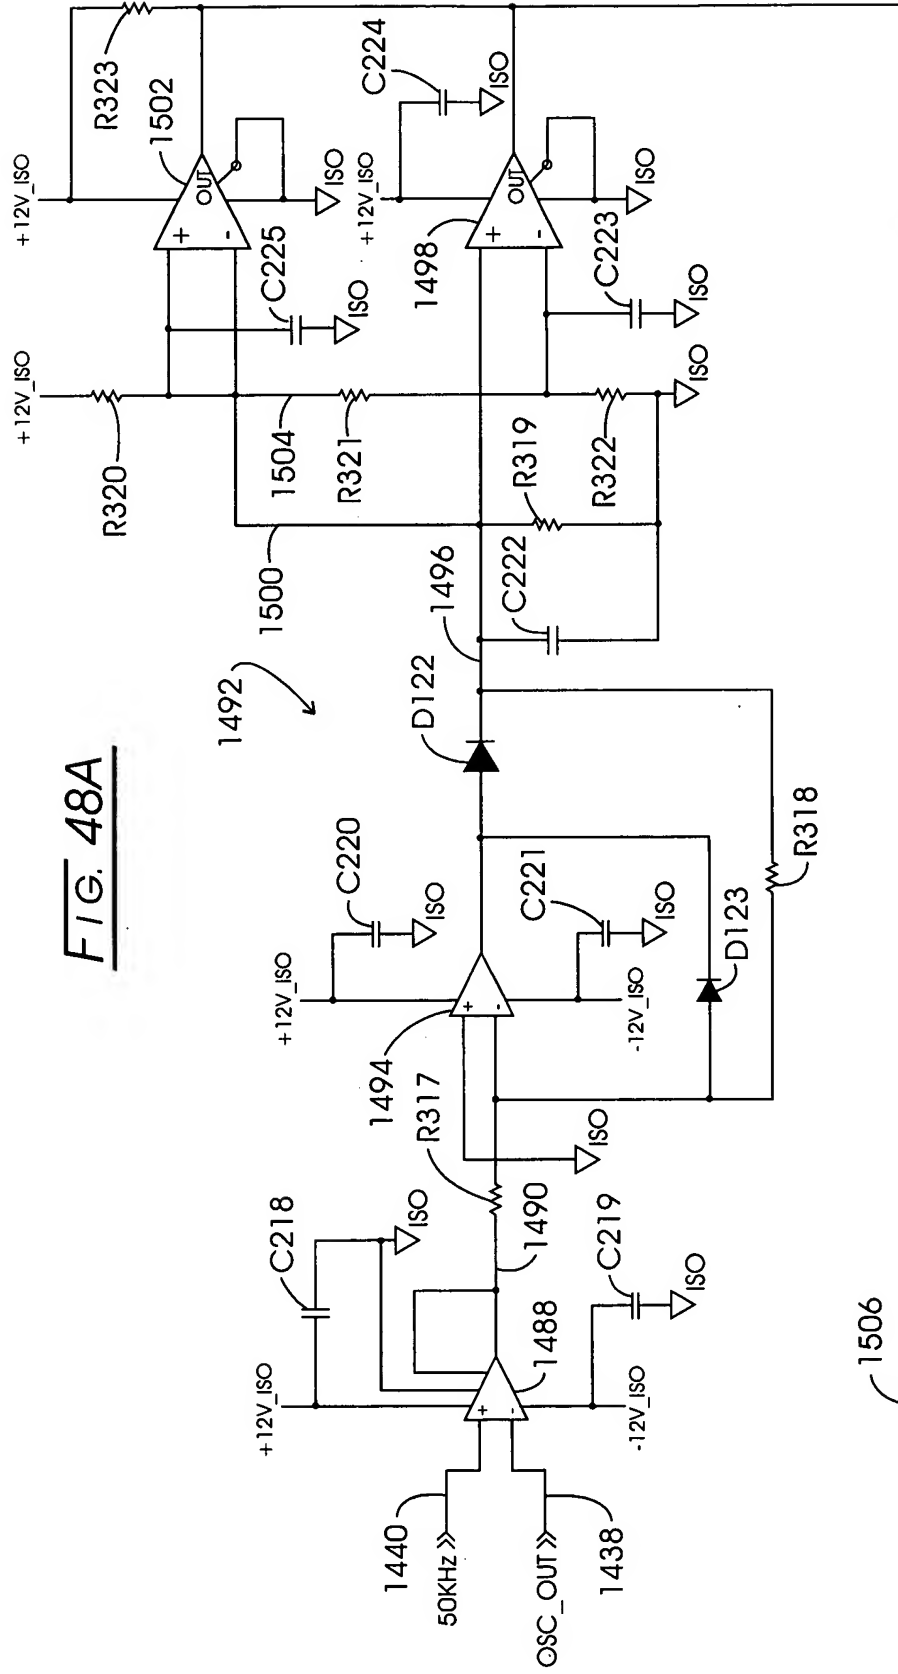 FIG. 48A
1440
50KHz
OSC_OUT
1438
+12V_ISO
C218
ISO
1488
-12V_ISO
C219
ISO
1490
R317
ISO
1494
+12V_ISO
C220
ISO
-12V_ISO
C221
ISO
D123
R318
1492
D122
1496
C222
R319
1500
+12V_ISO
R320
1504
R321
R322
ISO
C225
ISO
C223
ISO
1498
+12V_ISO
C224
ISO
OUT
ISO
+12V_ISO
R323
1502
OUT
ISO
+
-
+
-
+
-
+
-
1506